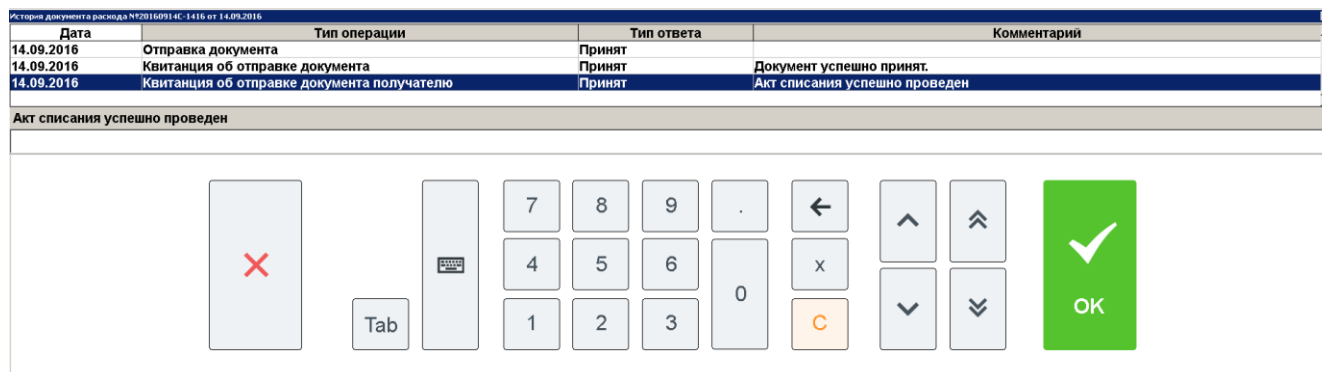 История документа расхода №20160914С-1416 от 14.09.2016
Дата Тип операции Тип ответа Комментарий
14.09.2016 Отправка документа Принят
14.09.2016 Квитанция об отправке документа Принят Документ успешно принят.
14.09.2016 Квитанция об отправке документа получателю Принят Акт списания успешно проведен
Акт списания успешно проведен
7 8 9 .
4 5 6 x
0
OK
Tab 1 2 3 C